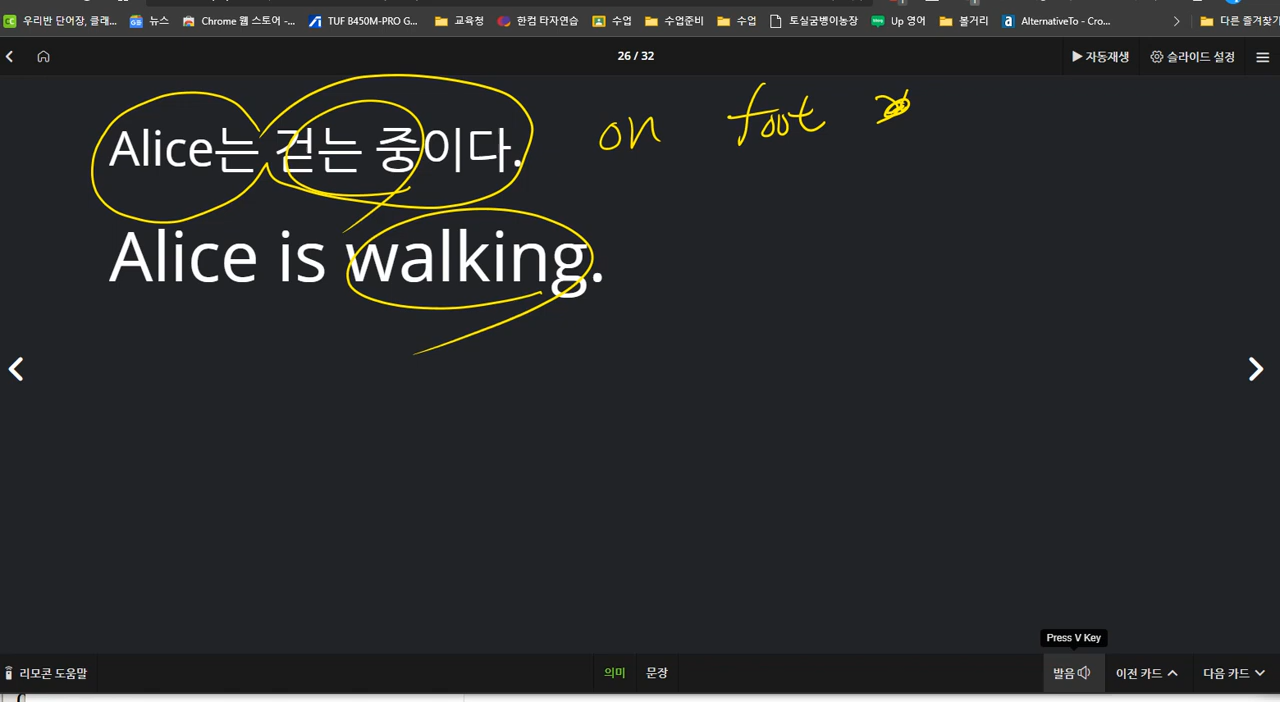 우리반 단어장, 클래... 뉴스 Chrome 웹 스토어 -... TUF B450M-PRO G... 교육청 한컴 타자연습 수업 수업준비 수업 토실굼벵이농장 Up 영어 볼거리 AlternativeTo - Cro... 다른 즐겨찾기
26 / 32 자동재생 슬라이드 설정
Alice는 걷는 중이다. on foot
Alice is walking.
Press V Key
리모콘 도움말 의미 문장 발음 이전 카드 다음 카드